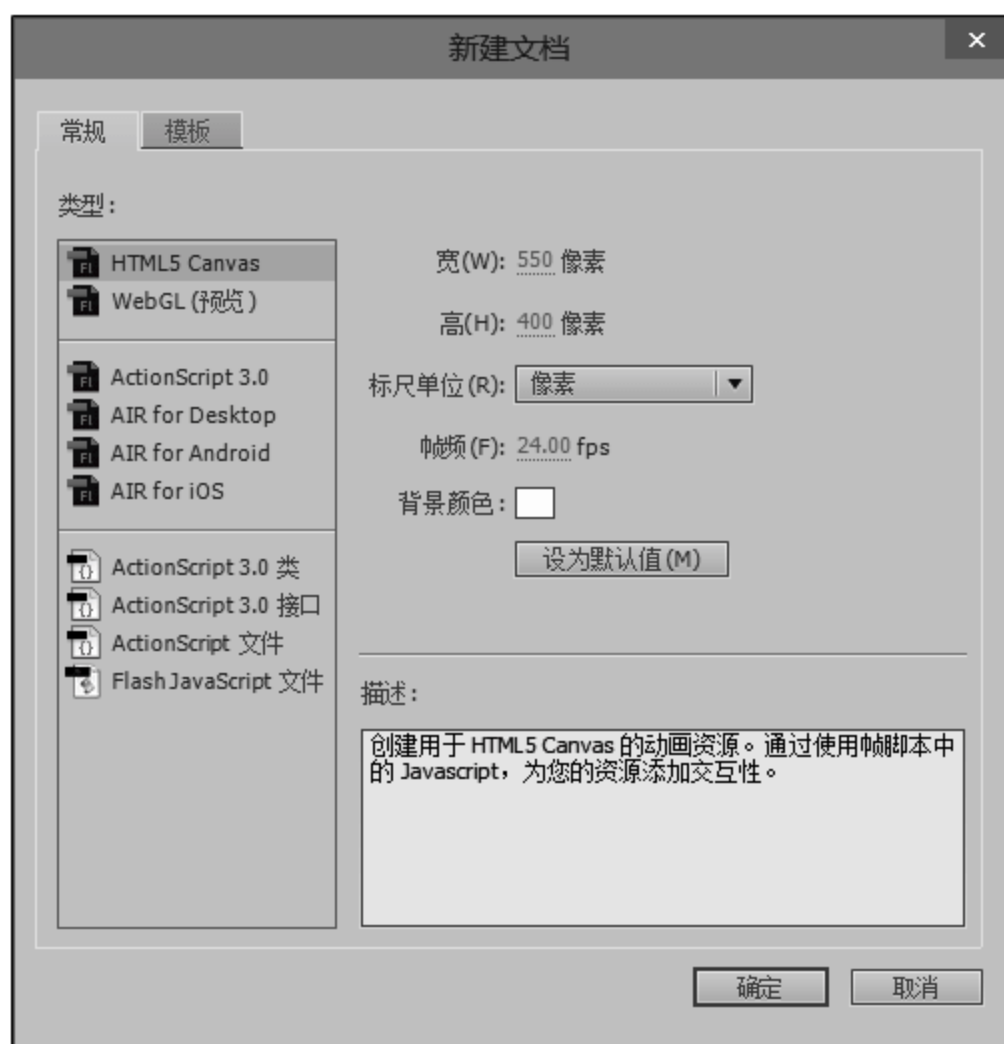 新建文档
×
常规
模板
类型：
HTML5 Canvas
WebGL (预览)
ActionScript 3.0
AIR for Desktop
AIR for Android
AIR for iOS
ActionScript 3.0 类
ActionScript 3.0 接口
ActionScript 文件
Flash JavaScript 文件
宽(W): 550 像素
高(H): 400 像素
标尺单位(R): 像素
帧频(F): 24.00 fps
背景颜色：
设为默认值(M)
描述：
创建用于 HTML5 Canvas 的动画资源。通过使用帧脚本中
的 Javascript，为您的资源添加交互性。
确定
取消